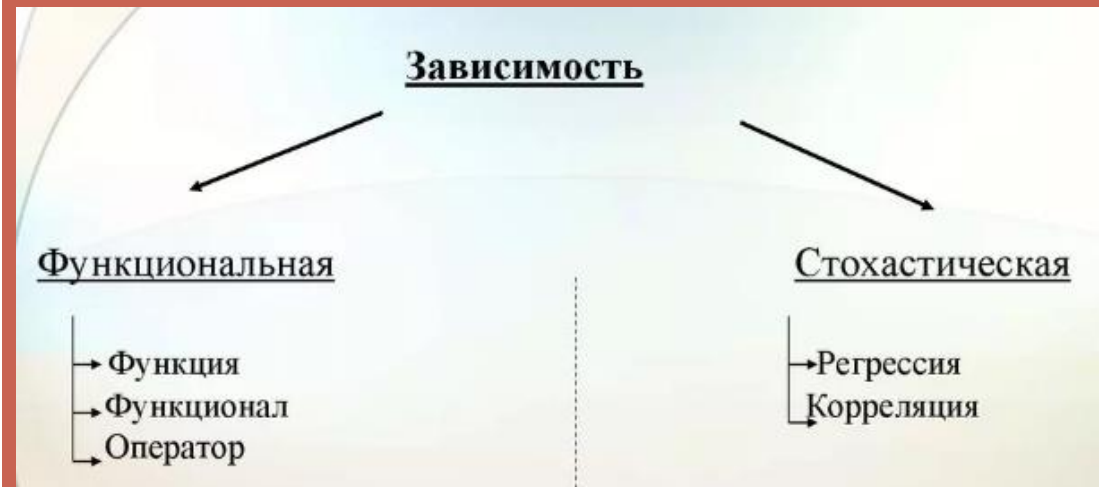 Зависимость
Функциональная
Стохастическая
Функция
Функционал
Оператор
Регрессия
Корреляция